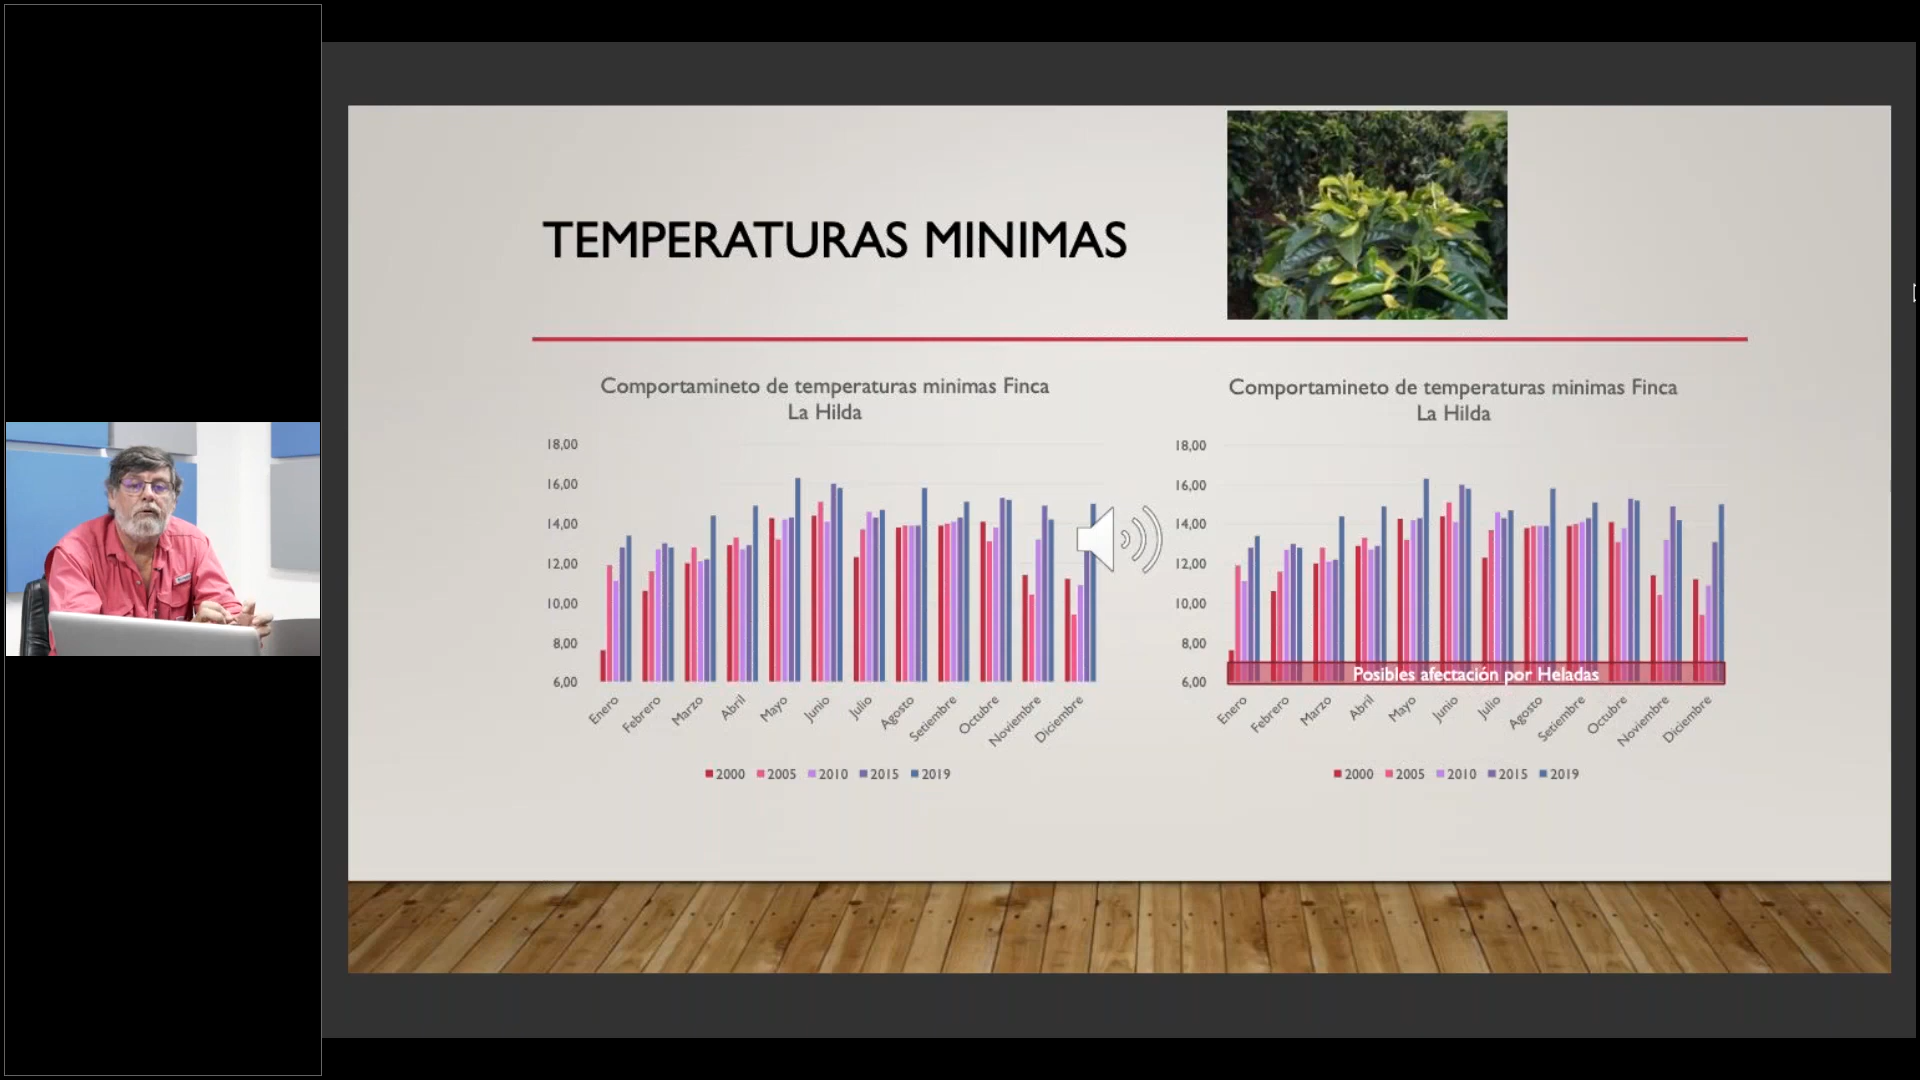 TEMPERATURAS MINIMAS
Comportamineto de temperaturas minimas Finca
La Hilda
18,00
16,00
14,00
12,00
10,00
8,00
6,00
Enero
Febrero
Marzo
Abril
Mayo
Junio
Julio
Agosto
Setiembre
Octubre
Noviembre
Diciembre
2000 2005 2010 2015 2019
Comportamineto de temperaturas minimas Finca
La Hilda
18,00
16,00
14,00
12,00
10,00
8,00
6,00
Posibles afectación por Heladas
Enero
Febrero
Marzo
Abril
Mayo
Junio
Julio
Agosto
Setiembre
Octubre
Noviembre
Diciembre
2000 2005 2010 2015 2019